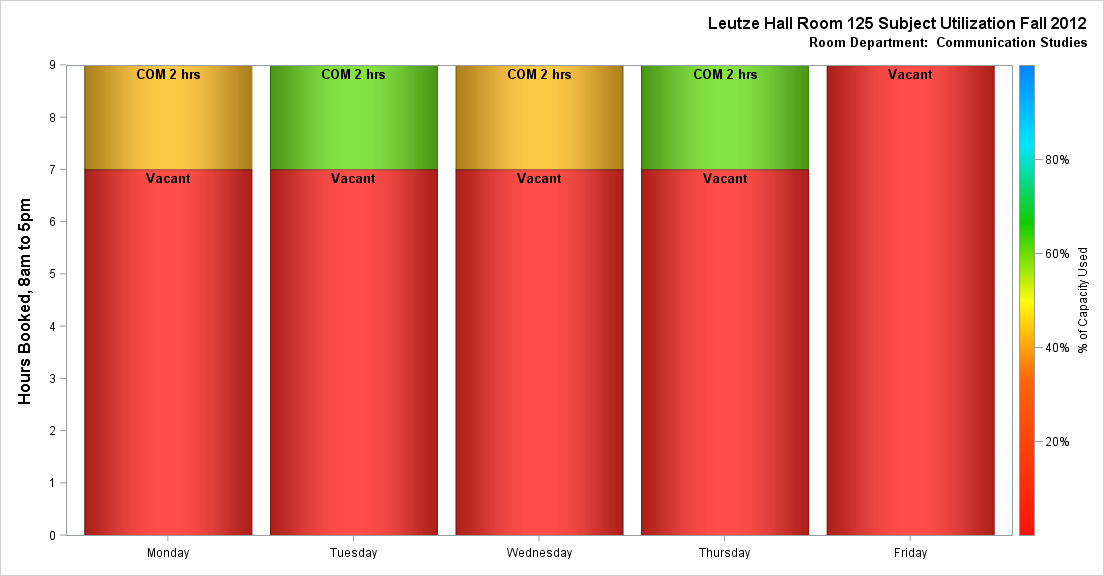 Leutze Hall Room 125 Subject Utilization Fall 2012
Room Department:  Communication Studies
Hours Booked, 8am to 5pm
9
8
7
6
5
4
3
2
1
0
COM 2 hrs
COM 2 hrs
COM 2 hrs
COM 2 hrs
Vacant
Vacant
Vacant
Vacant
Vacant
Monday
Tuesday
Wednesday
Thursday
Friday
80%
60%
40%
20%
% of Capacity Used